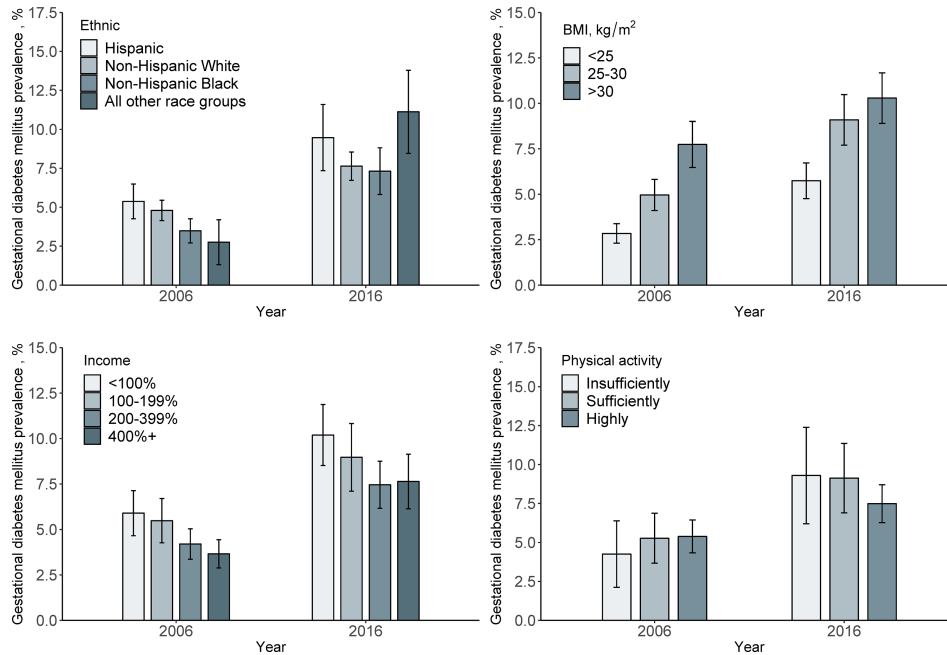 Gestational diabetes mellitus prevalence , %
17.5
15.0
12.5
10.0
7.5
5.0
2.5
0.0
Ethnic
Hispanic
Non-Hispanic White
Non-Hispanic Black
All other race groups
2006
2016
Year
Gestational diabetes mellitus prevalence , %
15.0
12.5
10.0
7.5
5.0
2.5
0.0
BMI, kg/m²
<25
25-30
>30
2006
2016
Year
Gestational diabetes mellitus prevalence , %
15.0
12.5
10.0
7.5
5.0
2.5
0.0
Income
<100%
100-199%
200-399%
400%+
2006
2016
Year
Gestational diabetes mellitus prevalence , %
17.5
15.0
12.5
10.0
7.5
5.0
2.5
0.0
Physical activity
Insufficiently
Sufficiently
Highly
2006
2016
Year